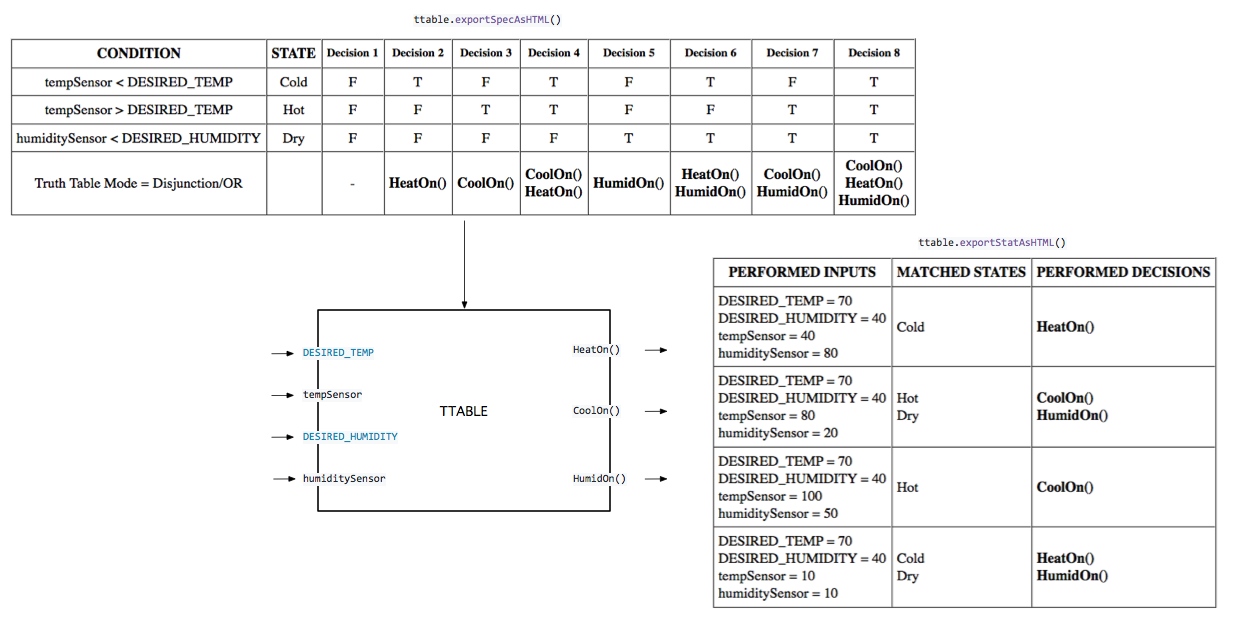 ttable.exportSpecAsHTML()
CONDITION STATE Decision 1 Decision 2 Decision 3 Decision 4 Decision 5 Decision 6 Decision 7 Decision 8
tempSensor < DESIRED_TEMP Cold F T F T F T F T
tempSensor > DESIRED_TEMP Hot F F T T F F T T
humiditySensor < DESIRED_HUMIDITY Dry F F F F T T T T
Truth Table Mode = Disjunction/OR - HeatOn() CoolOn() CoolOn() HumidOn() HeatOn() CoolOn() CoolOn()
HeatOn() HumidOn() HumidOn() HeatOn()
HumidOn()
ttable.exportStatAsHTML()
PERFORMED INPUTS MATCHED STATES PERFORMED DECISIONS
DESIRED_TEMP = 70
DESIRED_HUMIDITY = 40 Cold HeatOn()
tempSensor = 40
humiditySensor = 80
DESIRED_TEMP = 70
DESIRED_HUMIDITY = 40 Hot CoolOn()
tempSensor = 80 Dry HumidOn()
humiditySensor = 20
DESIRED_TEMP = 70
DESIRED_HUMIDITY = 40 Hot CoolOn()
tempSensor = 100
humiditySensor = 50
DESIRED_TEMP = 70
DESIRED_HUMIDITY = 40 Cold HeatOn()
tempSensor = 10 Dry HumidOn()
humiditySensor = 10
DESIRED_TEMP HeatOn()
tempSensor
TTABLE CoolOn()
DESIRED_HUMIDITY
humiditySensor HumidOn()